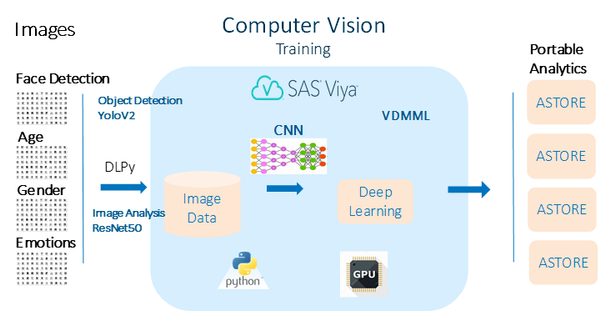 Images
Computer Vision
Training
Portable
Analytics
Face Detection
Age
Gender
Emotions
Object Detection
YoloV2
DLPy
Image Analysis
ResNet50
SAS Viya
CNN
VDMML
Image
Data
Deep
Learning
python
GPU
ASTORE
ASTORE
ASTORE
ASTORE